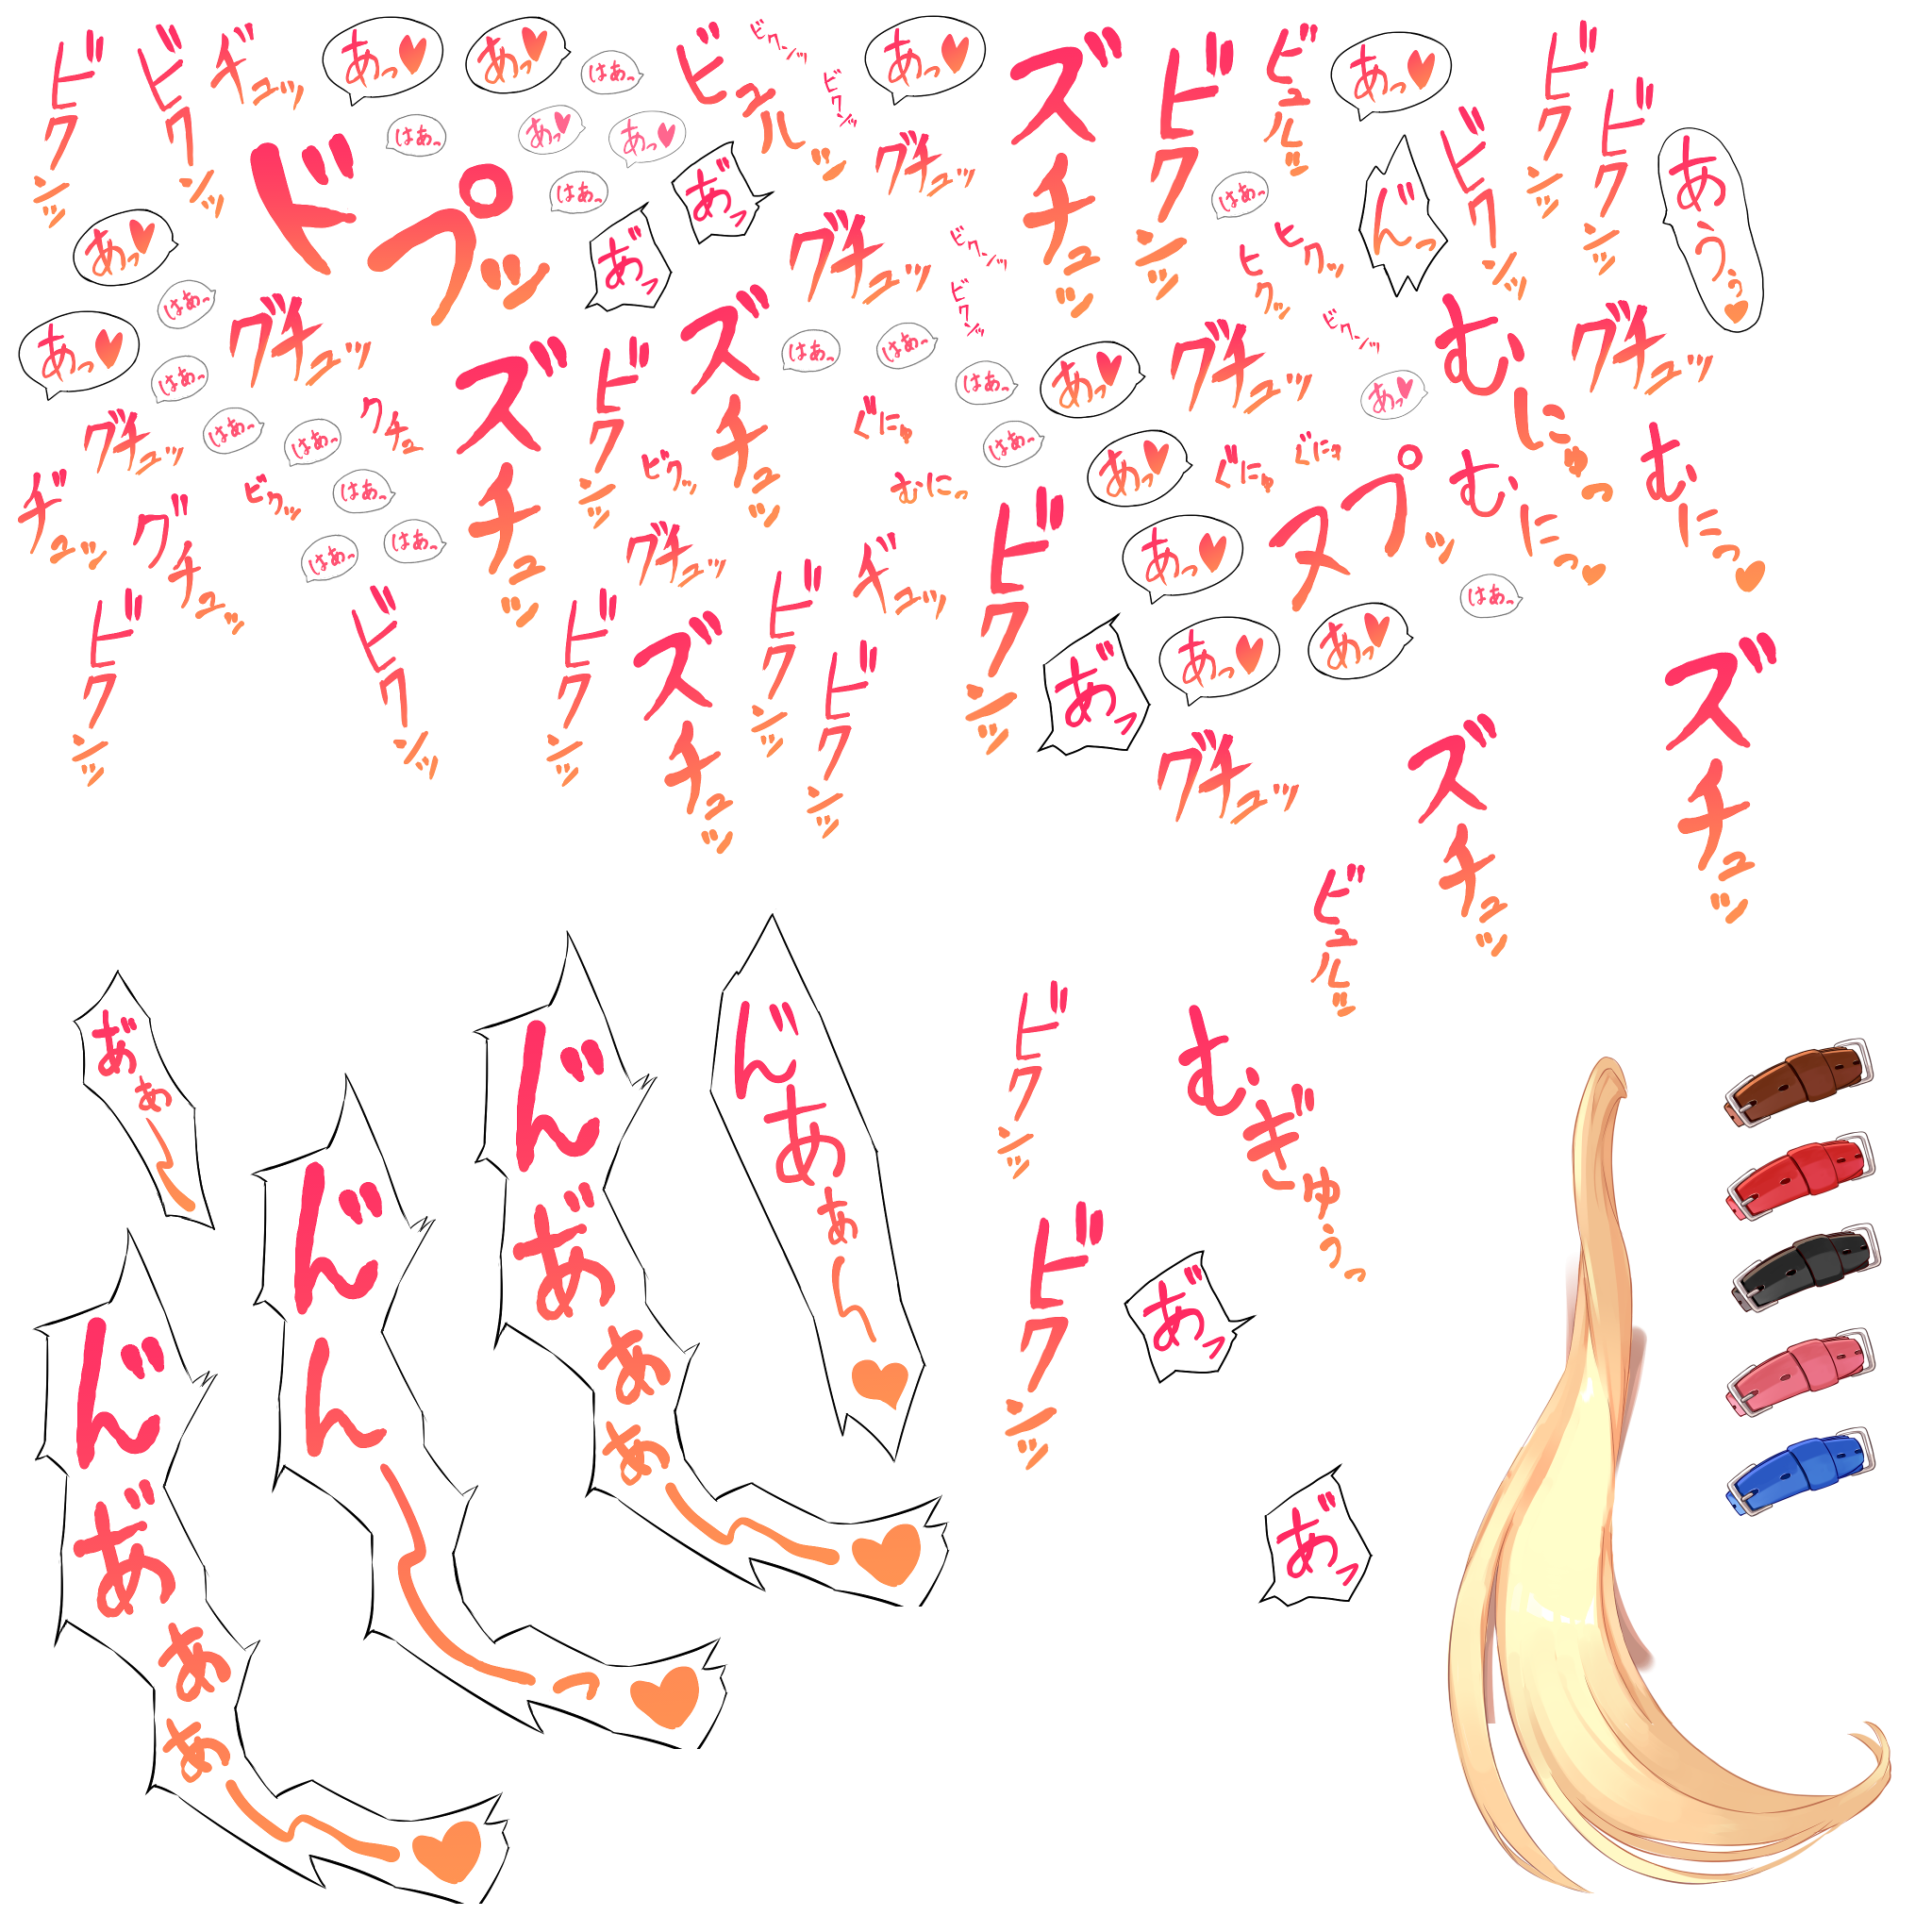 ビクンッ
ビクンッ
ギュッッ
あっ♥
あっ♥
はあっ
ビュルッ
ビクンッ
ビクンッ
あっ♥
ズチュッ
ビクンッ
ビュルッ
あっ♥
ビクンッ
ビクンッ
ビクンッ
あうぅ♥
ドプッ
はあっ
あっ♥
あっ♥
はあっ
あ゛っ
あ゛っ
グチュッ
はあっ
ん゛っ
あっ♥
はあっ
グチュッ
ビクンッ
ビクンッ
ヒクッ
ヒクッ
ビクンッ
むにゅっ
グチュッ
あっ♥
はあっ
グチュッ
ズチュッ
ビクンッ
ズチュッ
はあっ
はあっ
はあっ
あっ♥
グチュッ
あっ♥
グチュッ
はあっ
はあっ
クチュ
ビクッ
ぐにゅ
はあっ
あっ♥
ぐにゅ
ぐにゅ
ヌプッ
むにっ♥
むにっ♥
ギュッ
グチュッ
ビクッ
はあっ
はあっ
はあっ
グチュッ
むにっ
ビクンッ
あっ♥
はあっ
ビクンッ
ビクンッ
ビクンッ
ズチュッ
ビクンッ
ギュッッ
ビクンッ
あ゛っ
あっ♥
あっ♥
グチュッ
ズチュッ
ズチュッ
ビュルッ
あ゛ぁ〜
ん゛あ゛ああ〜♥
ん゛ん〜っ♥
ん゛あ゛ああ〜♥
ん゛あぁ〜♥
ビクンッ
むぎゅうっ
ビクンッ
あ゛っ
あ゛っ